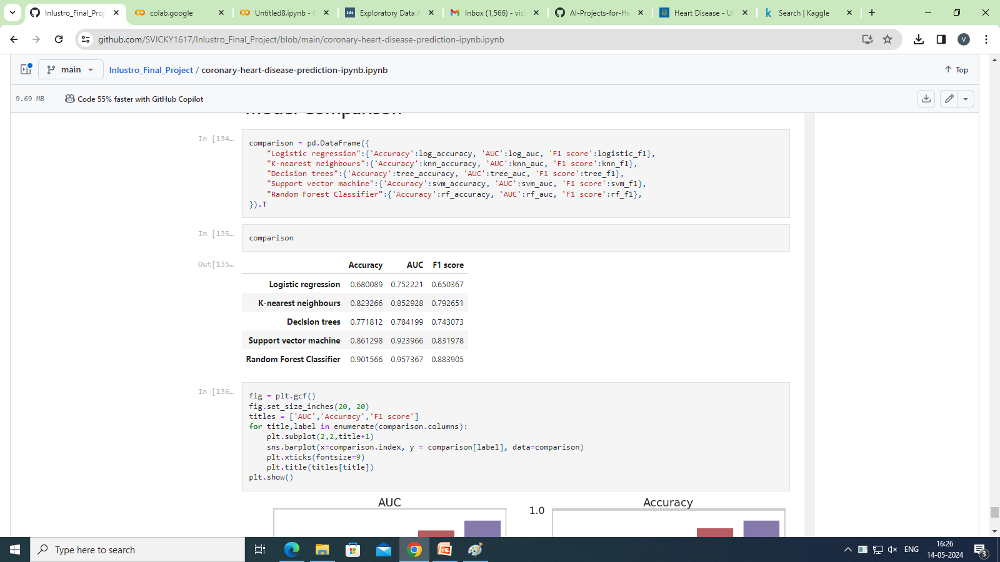 Inlustro_Final_Proj
colab.google
Untitled8.ipynb - C
tds
Exploratory Data A
Inbox (1,566) - vick
AI-Projects-for-He
Heart Disease - UC
Search | Kaggle
github.com/SVICKY1617/Inlustro_Final_Project/blob/main/coronary-heart-disease-prediction-ipynb.ipynb
V
main
Inlustro_Final_Project / coronary-heart-disease-prediction-ipynb.ipynb
Top
9.69 MB
Code 55% faster with GitHub Copilot
Model Comparison
In [134…
comparison = pd.DataFrame({
"Logistic regression":{'Accuracy':log_accuracy, 'AUC':log_auc, 'F1 score':logistic_f1},
"K-nearest neighbours":{'Accuracy':knn_accuracy, 'AUC':knn_auc, 'F1 score':knn_f1},
"Decision trees":{'Accuracy':tree_accuracy, 'AUC':tree_auc, 'F1 score':tree_f1},
"Support vector machine":{'Accuracy':svm_accuracy, 'AUC':svm_auc, 'F1 score':svm_f1},
"Random Forest Classifier":{'Accuracy':rf_accuracy, 'AUC':rf_auc, 'F1 score':rf_f1},
}).T
In [135…
comparison
Out[135…
Accuracy AUC F1 score
Logistic regression 0.680089 0.752221 0.650367
K-nearest neighbours 0.823266 0.852928 0.792651
Decision trees 0.771812 0.784199 0.743073
Support vector machine 0.861298 0.923966 0.831978
Random Forest Classifier 0.901566 0.957367 0.883905
In [136…
fig = plt.gcf()
fig.set_size_inches(20, 20)
titles = ['AUC','Accuracy','F1 score']
for title,label in enumerate(comparison.columns):
plt.subplot(2,2,title+1)
sns.barplot(x=comparison.index, y = comparison[label], data=comparison)
plt.xticks(fontsize=9)
plt.title(titles[title])
plt.show()
AUC
Accuracy
1.0
Type here to search
ENG
16:26
14-05-2024
3